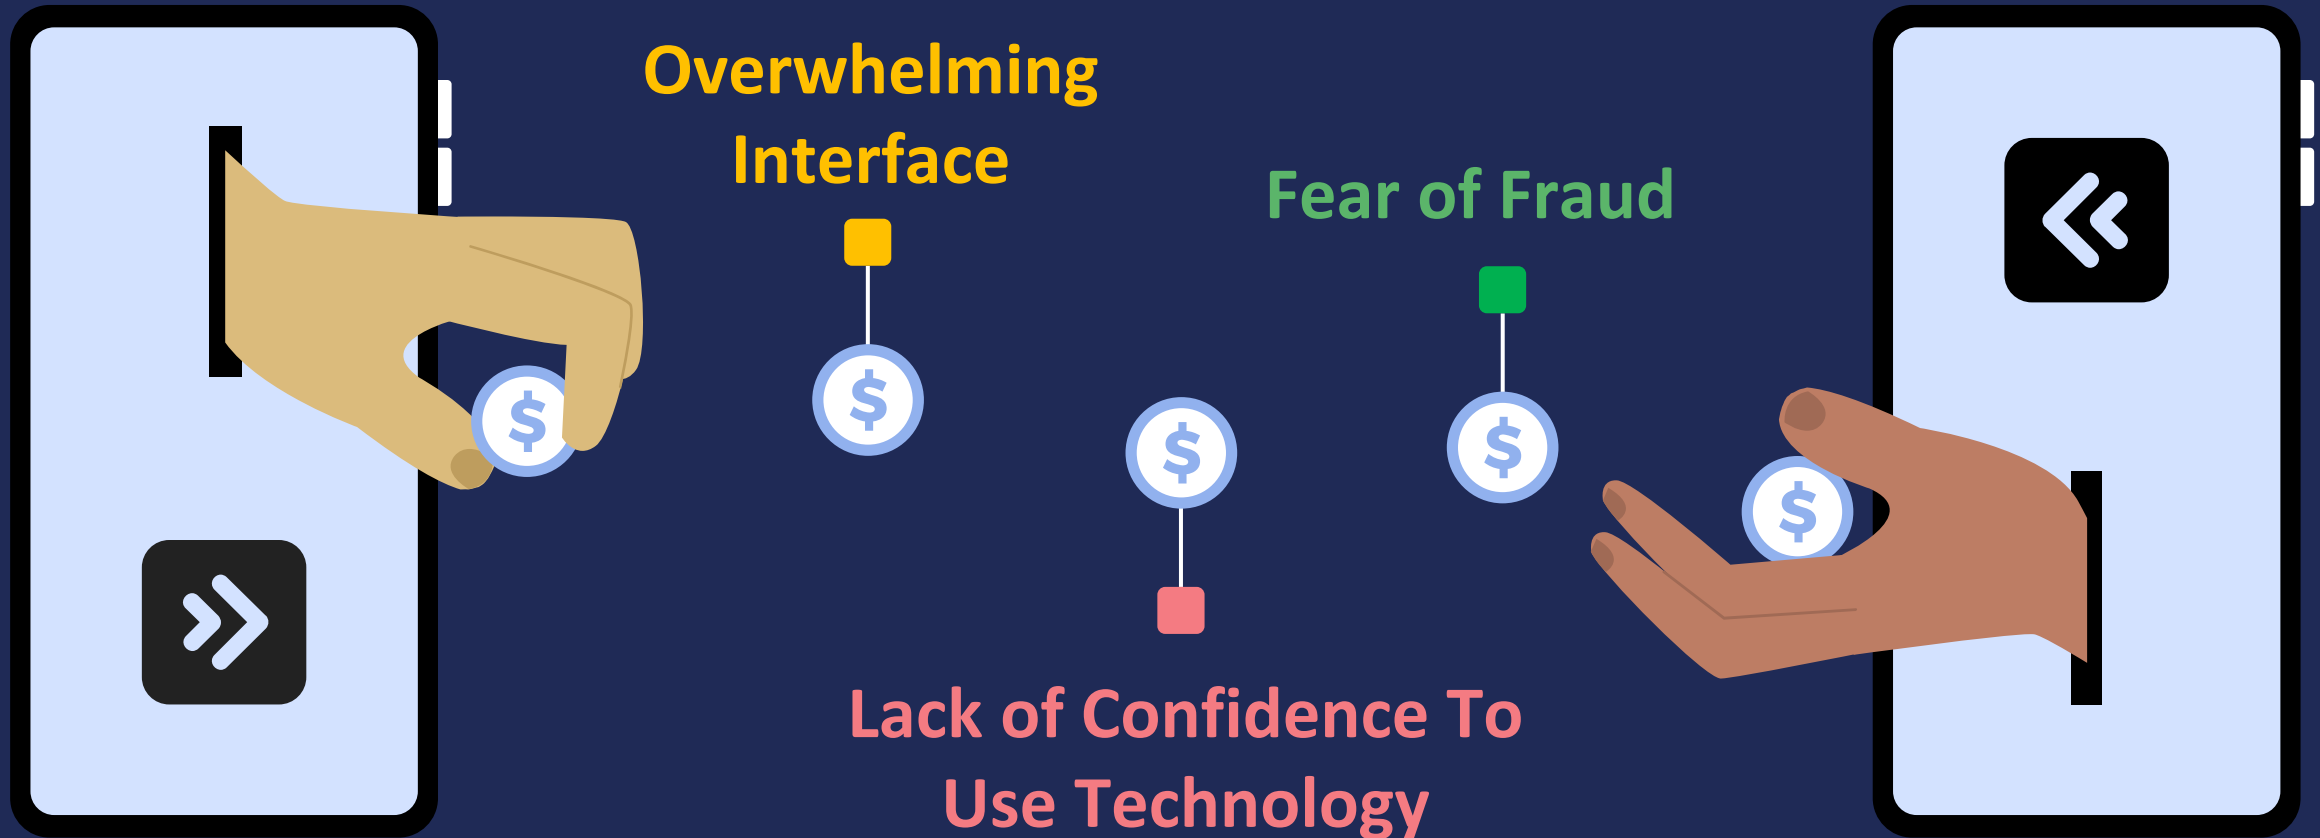 Overwhelming
Interface
Fear of Fraud
$
$
$
$
$
Lack of Confidence To
Use Technology